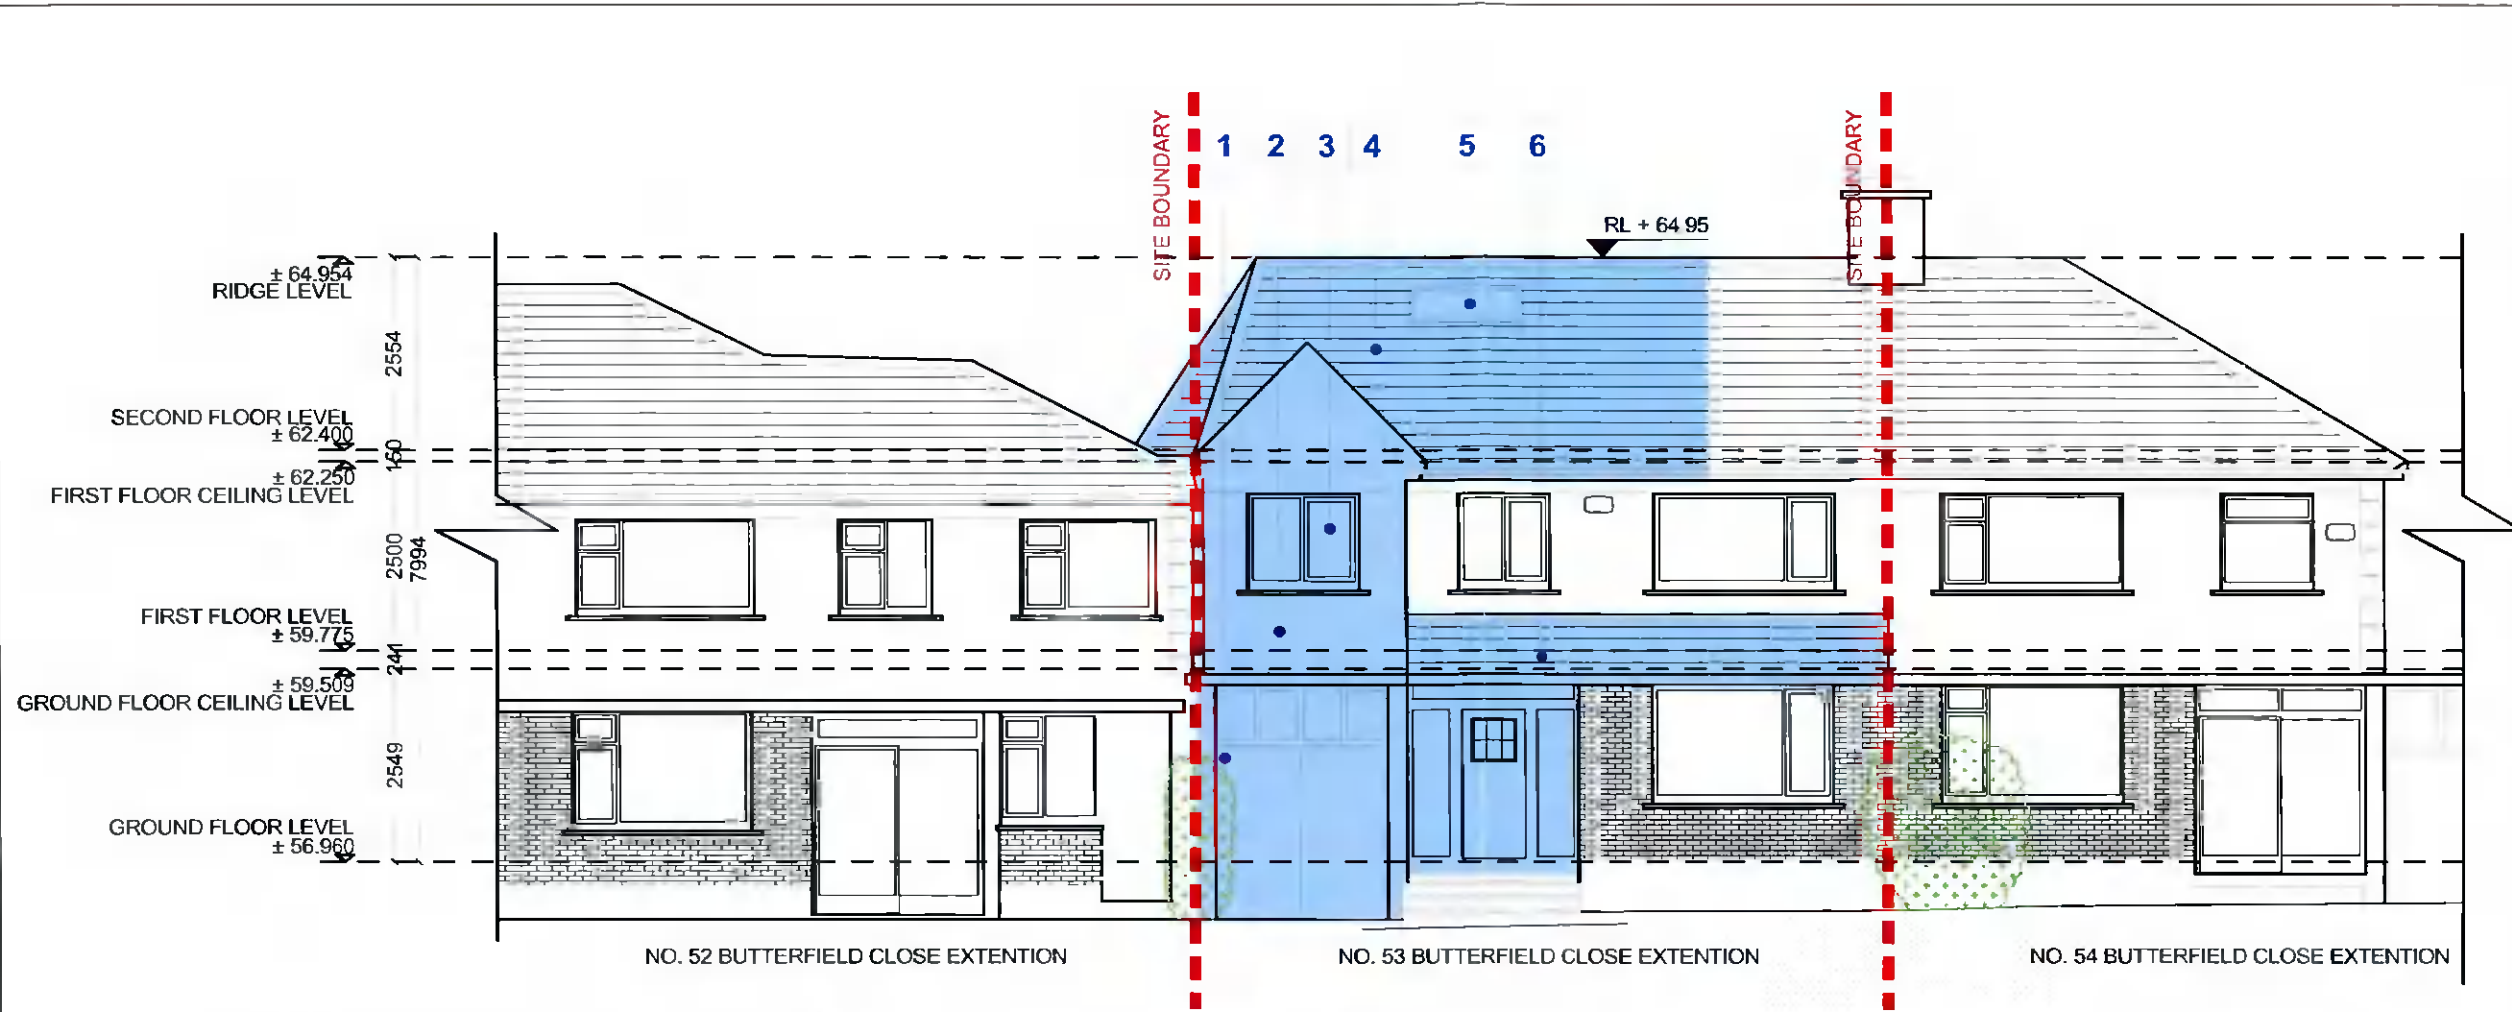 SITE BOUNDARY
1 2 3 4 5 6
SITE BOUNDARY
RL + 64 95
± 64.954
RIDGE LEVEL
2554
SECOND FLOOR LEVEL
± 62.400
150
± 62.250
FIRST FLOOR CEILING LEVEL
2500
7994
FIRST FLOOR LEVEL
± 59.775
241
± 59.509
GROUND FLOOR CEILING LEVEL
2549
GROUND FLOOR LEVEL
± 56.960
NO. 52 BUTTERFIELD CLOSE EXTENTION
NO. 53 BUTTERFIELD CLOSE EXTENTION
NO. 54 BUTTERFIELD CLOSE EXTENTION